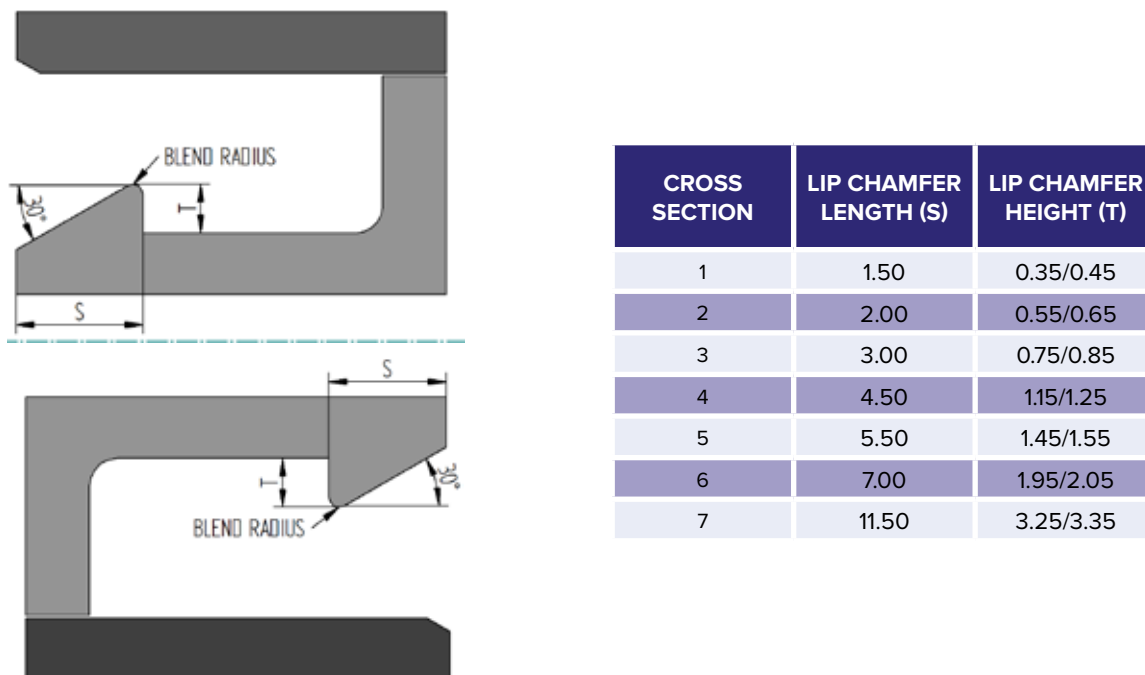 BLEND RADIUS
30°
T
S
S
T
30°
BLEND RADIUS
CROSS SECTION LIP CHAMFER LENGTH (S) LIP CHAMFER HEIGHT (T)
1 1.50 0.35/0.45
2 2.00 0.55/0.65
3 3.00 0.75/0.85
4 4.50 1.15/1.25
5 5.50 1.45/1.55
6 7.00 1.95/2.05
7 11.50 3.25/3.35